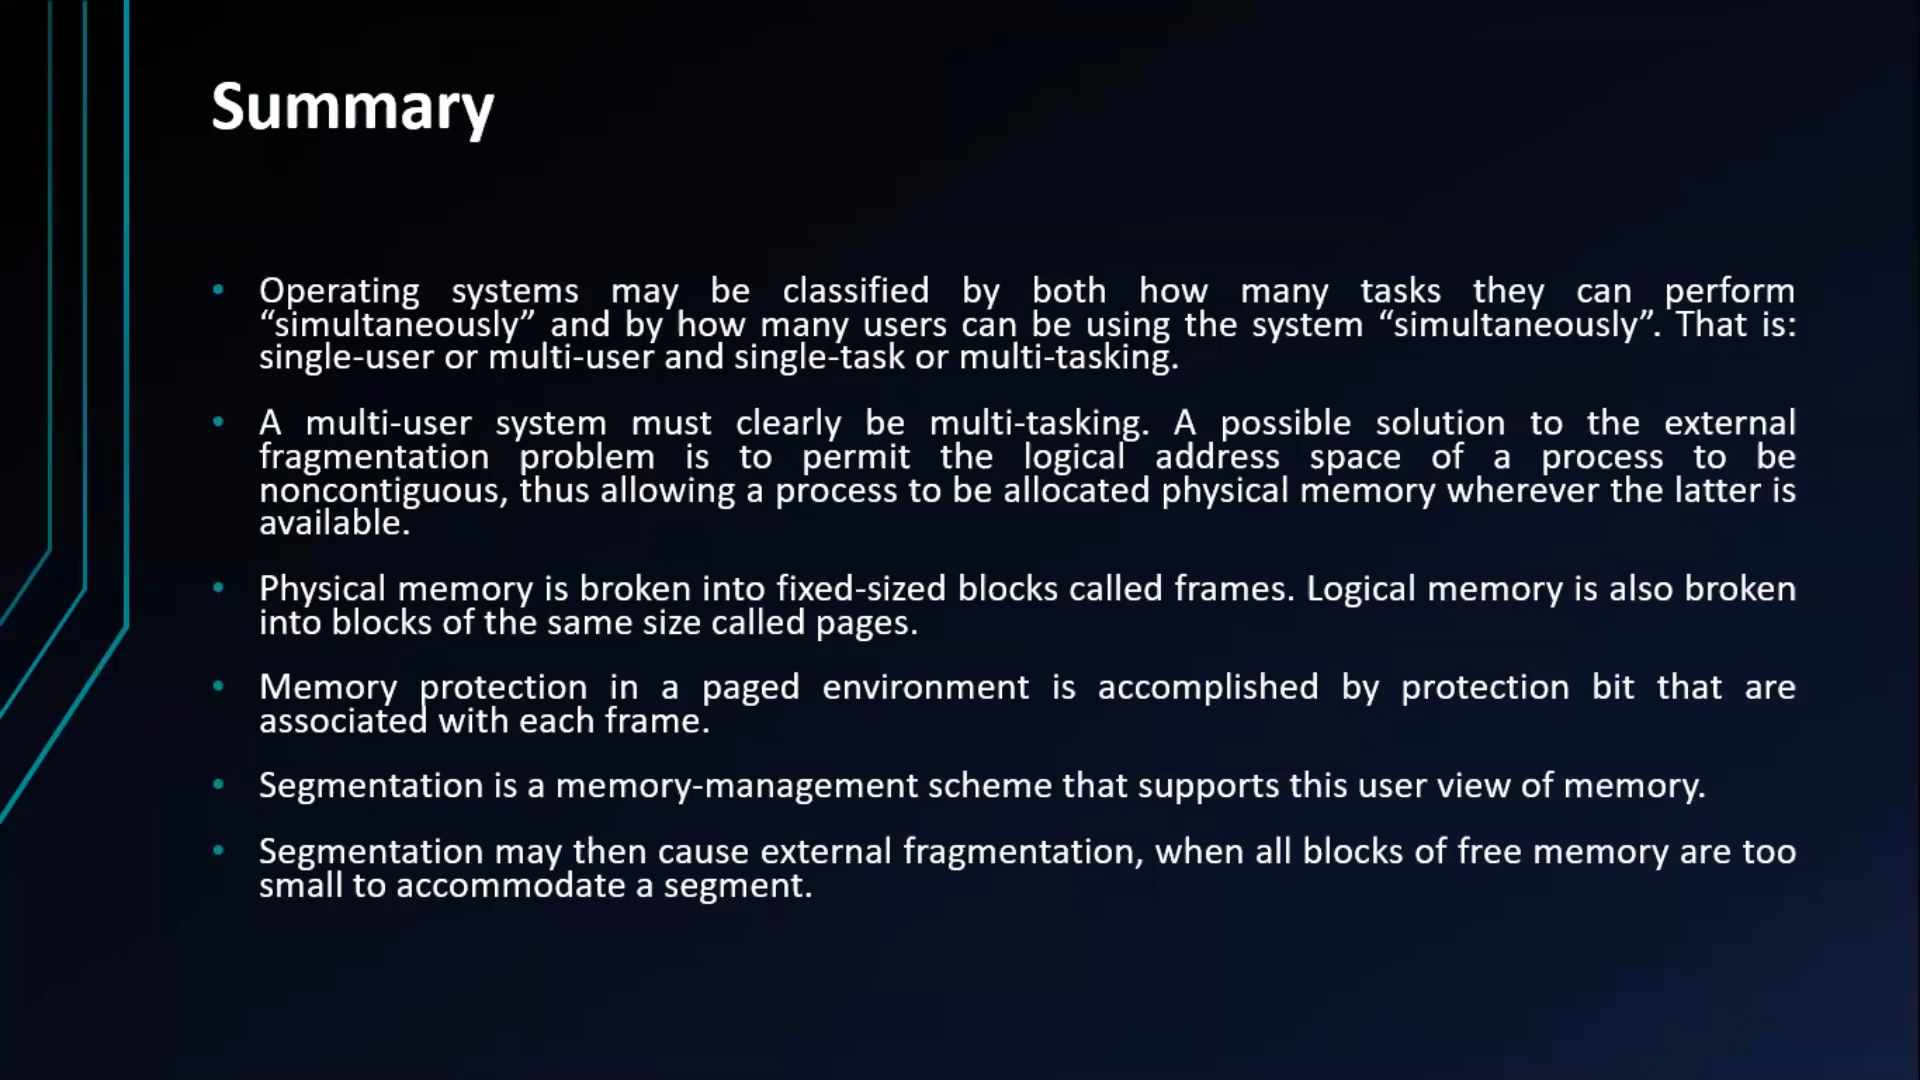 Summary
• Operating systems may be classified by both how many tasks they can perform
“simultaneously” and by how many users can be using the system “simultaneously”. That is:
single-user or multi-user and single-task or multi-tasking.
• A multi-user system must clearly be multi-tasking. A possible solution to the external
fragmentation problem is to permit the logical address space of a process to be
noncontiguous, thus allowing a process to be allocated physical memory wherever the latter is
available.
• Physical memory is broken into fixed-sized blocks called frames. Logical memory is also broken
into blocks of the same size called pages.
• Memory protection in a paged environment is accomplished by protection bit that are
associated with each frame.
• Segmentation is a memory-management scheme that supports this user view of memory.
• Segmentation may then cause external fragmentation, when all blocks of free memory are too
small to accommodate a segment.